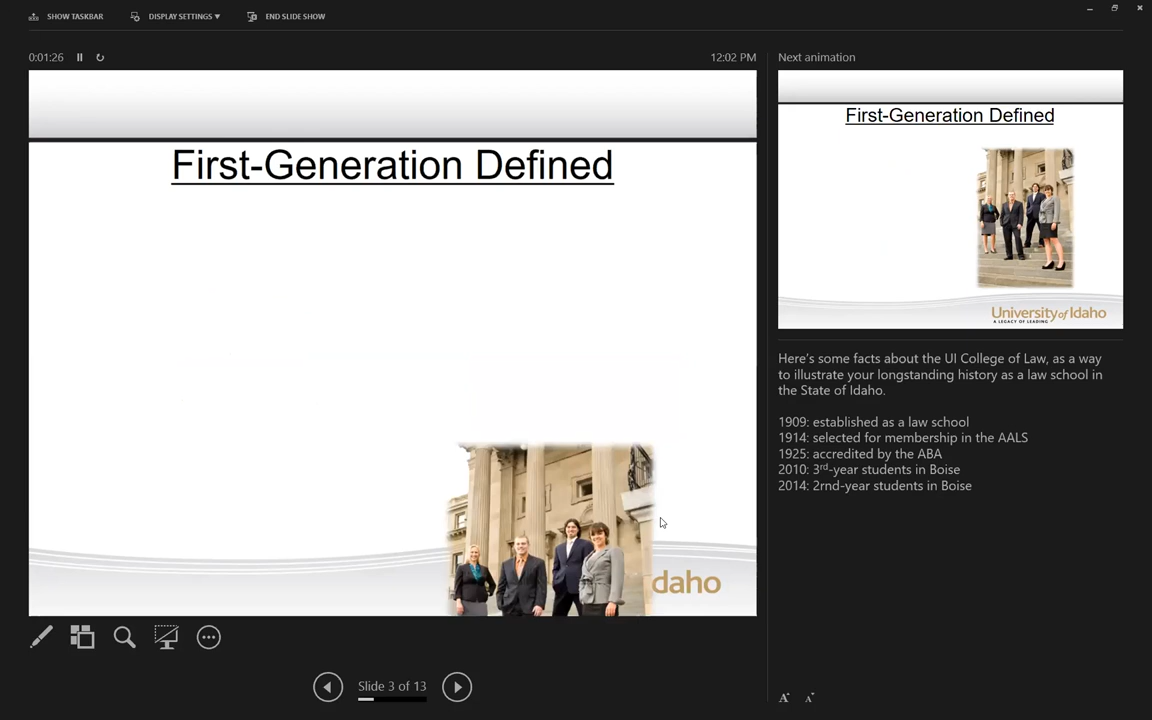 SHOW TASKBAR
DISPLAY SETTINGS ▼
END SLIDE SHOW
0:01:26
12:02 PM
First-Generation Defined
daho
Slide 3 of 13
Next animation
First-Generation Defined
University of Idaho
A LEGACY OF LEADING
Here's some facts about the UI College of Law, as a way
to illustrate your longstanding history as a law school in
the State of Idaho.
1909: established as a law school
1914: selected for membership in the AALS
1925: accredited by the ABA
2010: 3rd-year students in Boise
2014: 2rnd-year students in Boise
A A